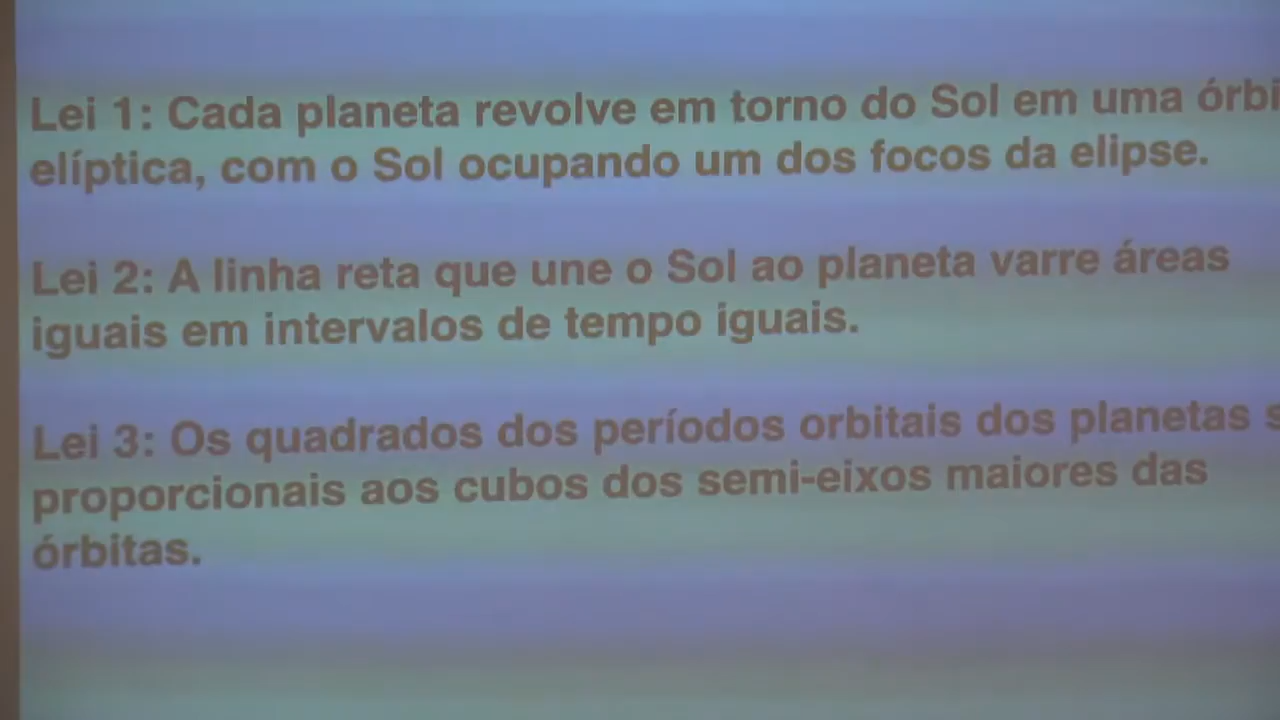 Lei 1: Cada planeta revolve em torno do Sol em uma
elíptica, com o Sol ocupando um dos focos da elipse.
Lei 2: A linha reta que une o Sol ao planeta varre áreas
iguais em intervalos de tempo iguais.
Lei 3: Os quadrados dos períodos orbitais dos planetas
proporcionais aos cubos dos semi-eixos maiores das
órbitas.